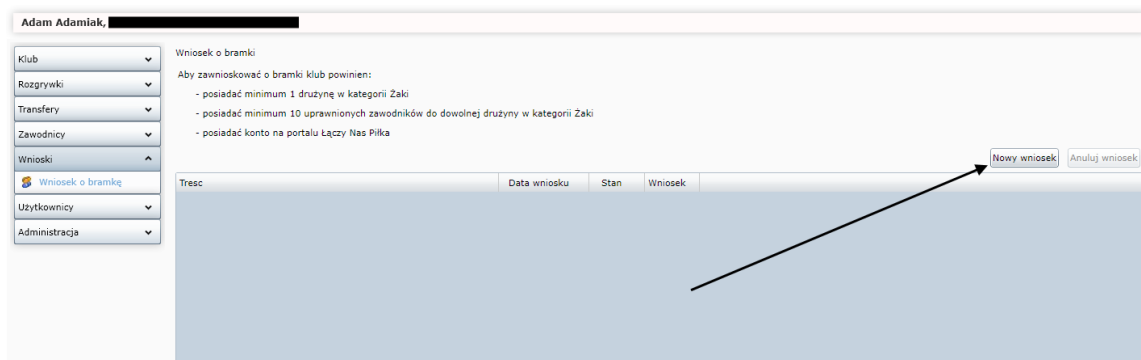 Adam Adamiak,
Klub
Rozgrywki
Transfery
Zawodnicy
Wnioski
Wniosek o bramkę
Użytkownicy
Administracja
Wniosek o bramki
Aby zawnioskować o bramki klub powinien:
- posiadać minimum 1 drużynę w kategorii Żaki
- posiadać minimum 10 uprawnionych zawodników do dowolnej drużyny w kategorii Żaki
- posiadać konto na portalu Łączy Nas Piłka
Nowy wniosek Anuluj wniosek
Tresc Data wniosku Stan Wniosek